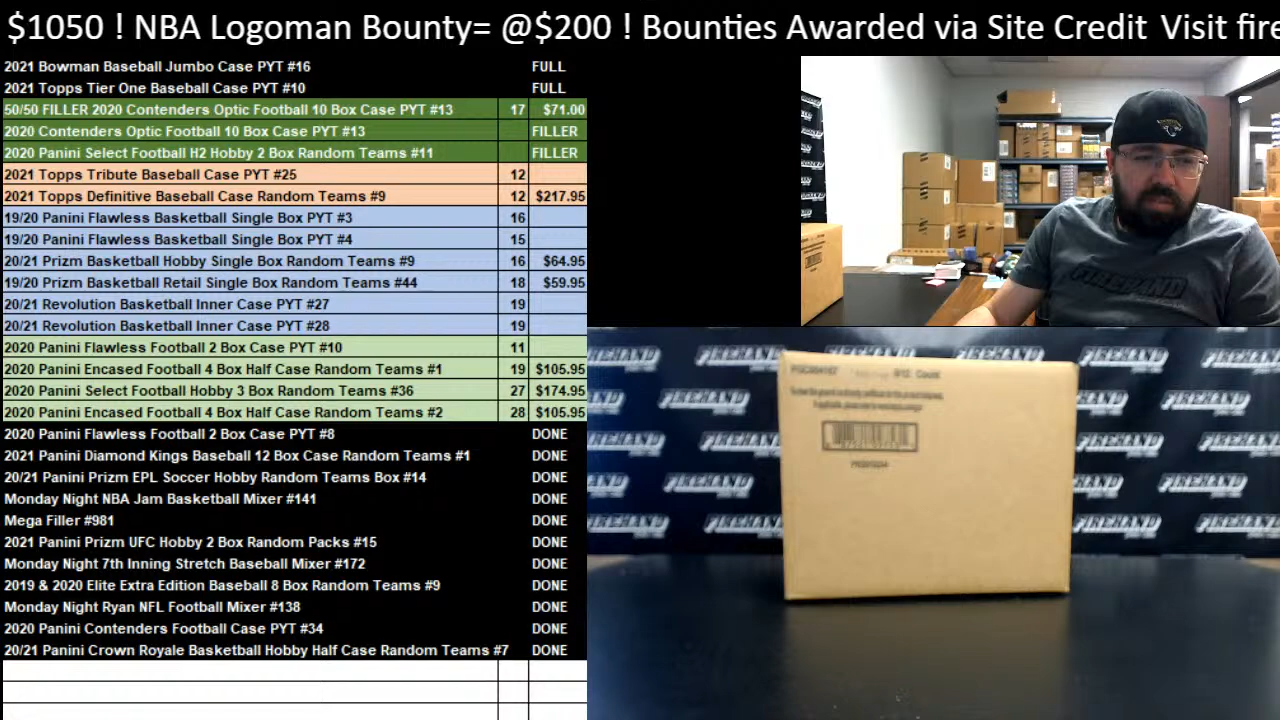 $1050 ! NBA Logoman Bounty= @$200 ! Bounties Awarded via Site Credit Visit fire
2021 Bowman Baseball Jumbo Case PYT #16 FULL
2021 Topps Tier One Baseball Case PYT #10 FULL
50/50 FILLER 2020 Contenders Optic Football 10 Box Case PYT #13 17 $71.00
2020 Contenders Optic Football 10 Box Case PYT #13 FILLER
2020 Panini Select Football H2 Hobby 2 Box Random Teams #11 FILLER
2021 Topps Tribute Baseball Case PYT #25 12
2021 Topps Definitive Baseball Case Random Teams #9 12 $217.95
19/20 Panini Flawless Basketball Single Box PYT #3 16
19/20 Panini Flawless Basketball Single Box PYT #4 15
20/21 Prizm Basketball Hobby Single Box Random Teams #9 16 $64.95
19/20 Prizm Basketball Retail Single Box Random Teams #44 18 $59.95
20/21 Revolution Basketball Inner Case PYT #27 19
20/21 Revolution Basketball Inner Case PYT #28 19
2020 Panini Flawless Football 2 Box Case PYT #10 11
2020 Panini Encased Football 4 Box Half Case Random Teams #1 19 $105.95
2020 Panini Select Football Hobby 3 Box Random Teams #36 27 $174.95
2020 Panini Encased Football 4 Box Half Case Random Teams #2 28 $105.95
2020 Panini Flawless Football 2 Box Case PYT #8 DONE
2021 Panini Diamond Kings Baseball 12 Box Case Random Teams #1 DONE
20/21 Panini Prizm EPL Soccer Hobby Random Teams Box #14 DONE
Monday Night NBA Jam Basketball Mixer #141 DONE
Mega Filler #981 DONE
2021 Panini Prizm UFC Hobby 2 Box Random Packs #15 DONE
Monday Night 7th Inning Stretch Baseball Mixer #172 DONE
2019 & 2020 Elite Extra Edition Baseball 8 Box Random Teams #9 DONE
Monday Night Ryan NFL Football Mixer #138 DONE
2020 Panini Contenders Football Case PYT #34 DONE
20/21 Panini Crown Royale Basketball Hobby Half Case Random Teams #7 DONE
FIREHAND
FIREHAND
FIREHAND
FIREHAND
FIREHAND
FIREHAND
FIREHAND
FIREHAND